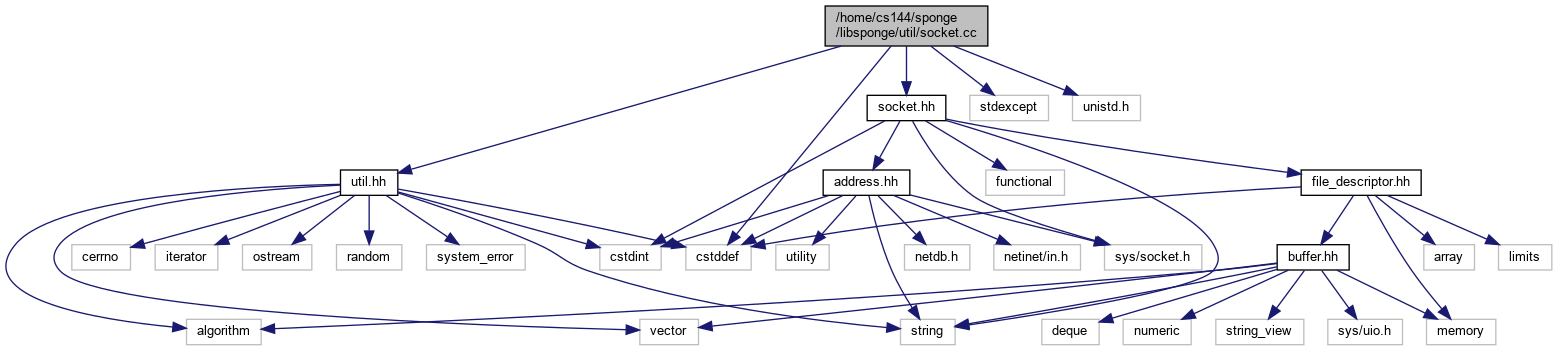 /home/cs144/sponge
/libsponge/util/socket.cc
socket.hh
stdexcept
unistd.h
util.hh
address.hh
functional
file_descriptor.hh
cerrno
iterator
ostream
random
system_error
cstdint
cstddef
utility
netdb.h
netinet/in.h
sys/socket.h
buffer.hh
array
limits
algorithm
vector
string
deque
numeric
string_view
sys/uio.h
memory